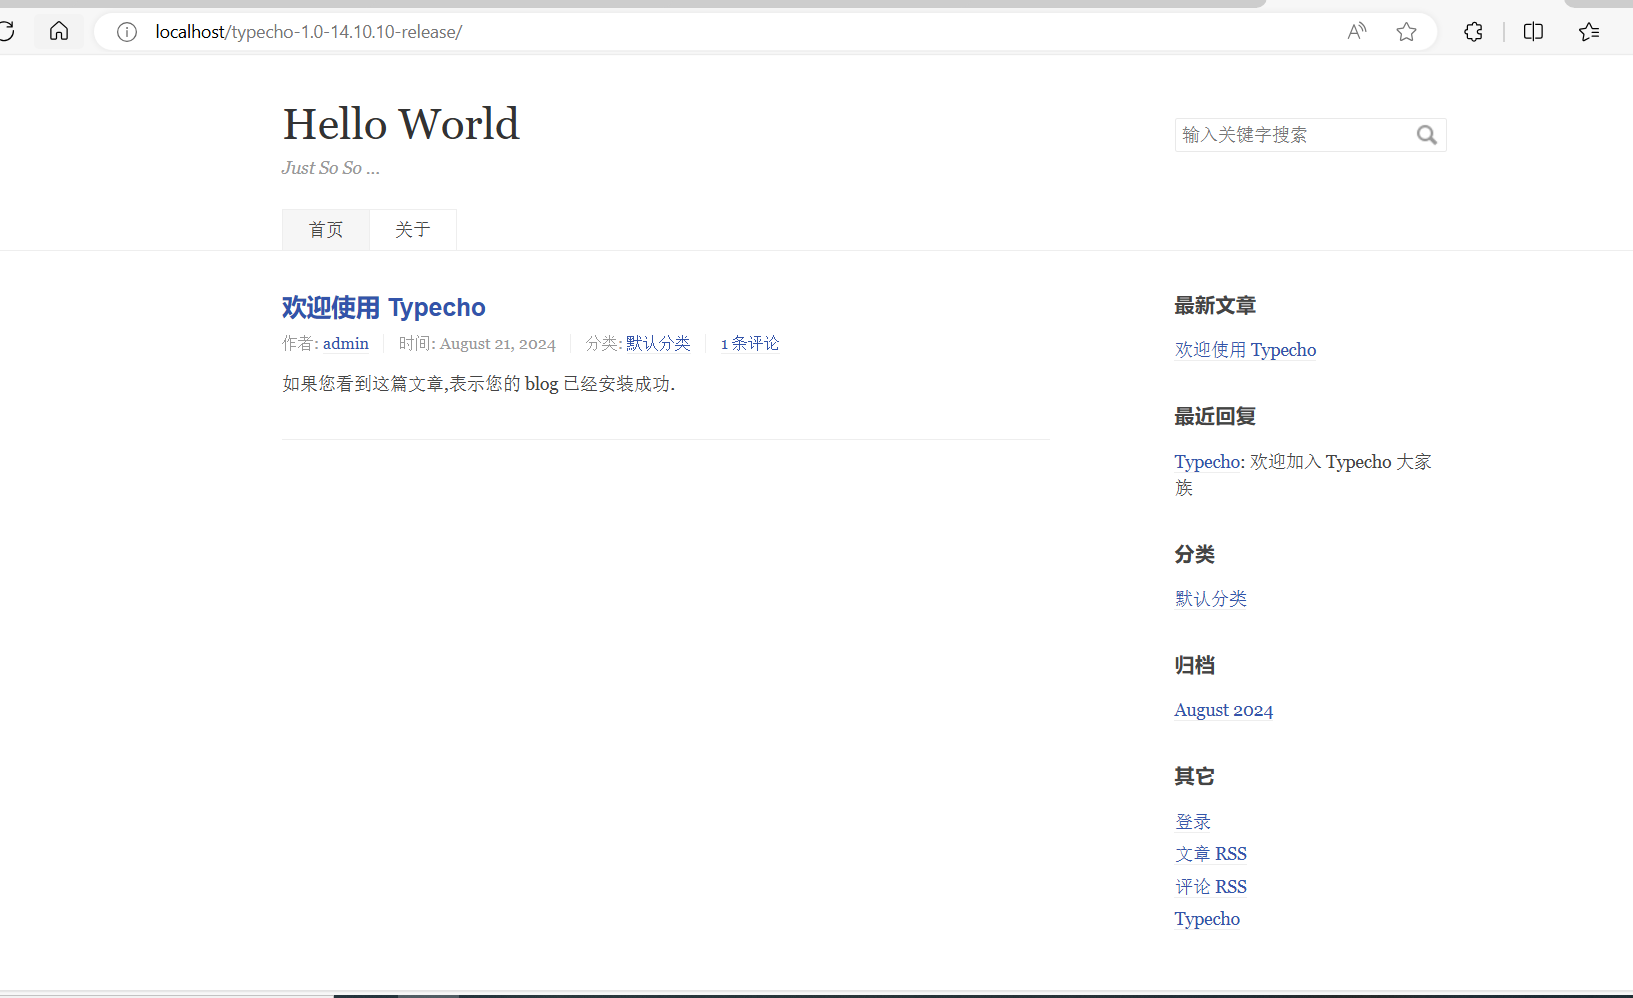 localhost/typecho-1.0-14.10.10-release/
Hello World
Just So So ...
输入关键字搜索
首页
关于
欢迎使用 Typecho
作者: admin 时间: August 21, 2024 分类: 默认分类 1 条评论
如果您看到这篇文章,表示您的 blog 已经安装成功.
最新文章
欢迎使用 Typecho
最近回复
Typecho: 欢迎加入 Typecho 大家
族
分类
默认分类
归档
August 2024
其它
登录
文章 RSS
评论 RSS
Typecho